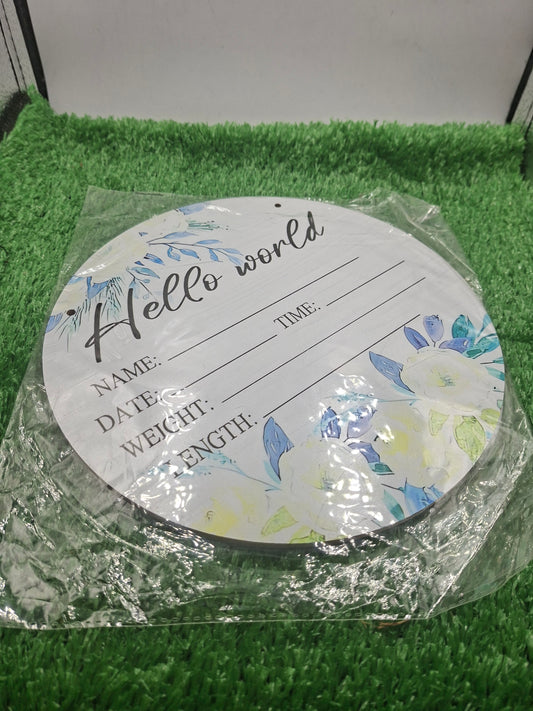 Hello world
NAME:
DATE: TIME:
WEIGHT:
LENGTH: